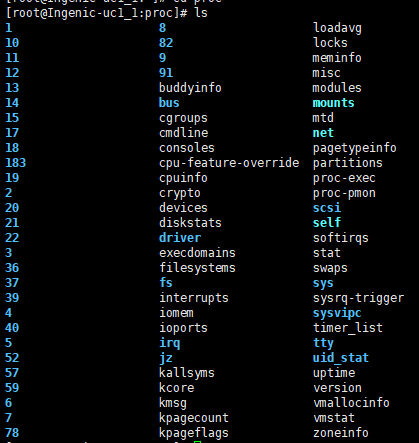 [root@Ingenic-uc1_1:proc]# ls
1 8 loadavg
10 82 locks
11 9 meminfo
12 91 misc
13 buddyinfo modules
14 bus mounts
15 cgroups mtd
17 cmdline net
18 consoles pagetypeinfo
183 cpu-feature-override partitions
19 cpuinfo proc-exec
2 crypto proc-pmon
20 devices scsi
21 diskstats self
22 driver softirqs
3 execdomains stat
36 filesystems swaps
37 fs sys
39 interrupts sysrq-trigger
4 iomem sysvipc
40 ioports timer_list
5 irq tty
52 jz uid_stat
57 kallsyms uptime
59 kcore version
6 kmsg vmallocinfo
7 kpagecount vmstat
78 kpageflags zoneinfo